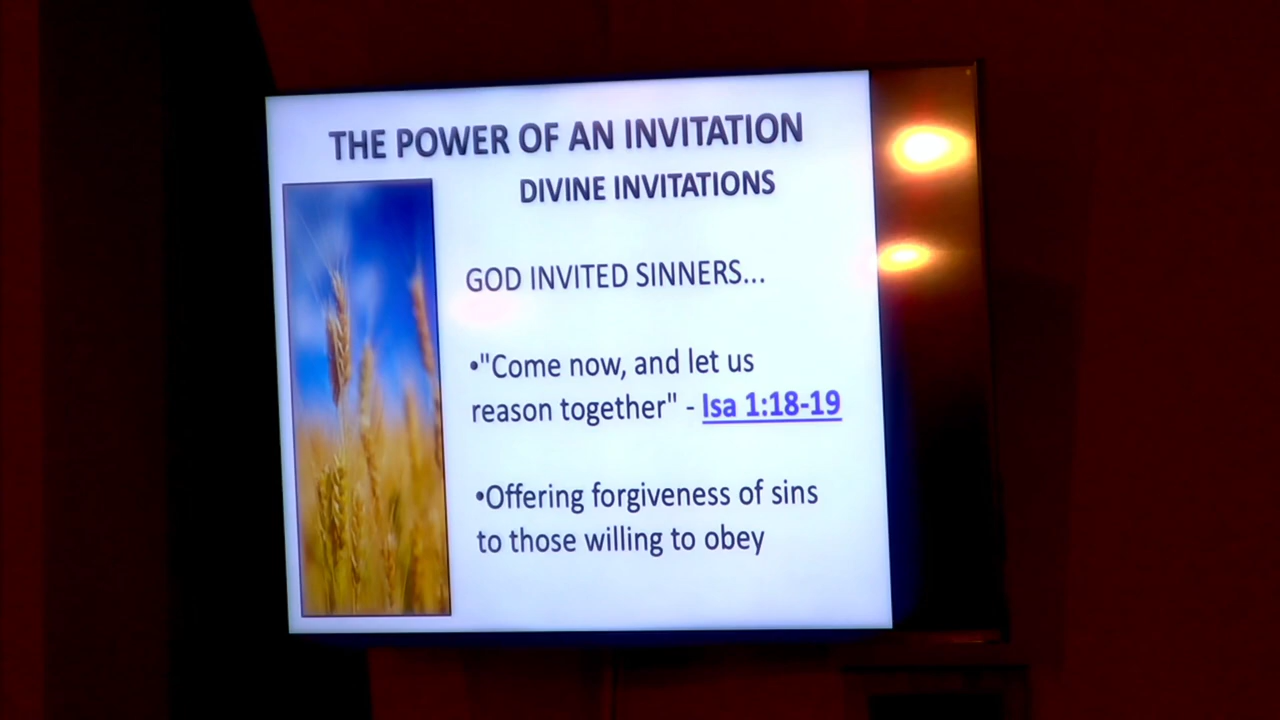 THE POWER OF AN INVITATION
DIVINE INVITATIONS
GOD INVITED SINNERS...
•"Come now, and let us
reason together" - Isa 1:18-19
•Offering forgiveness of sins
to those willing to obey